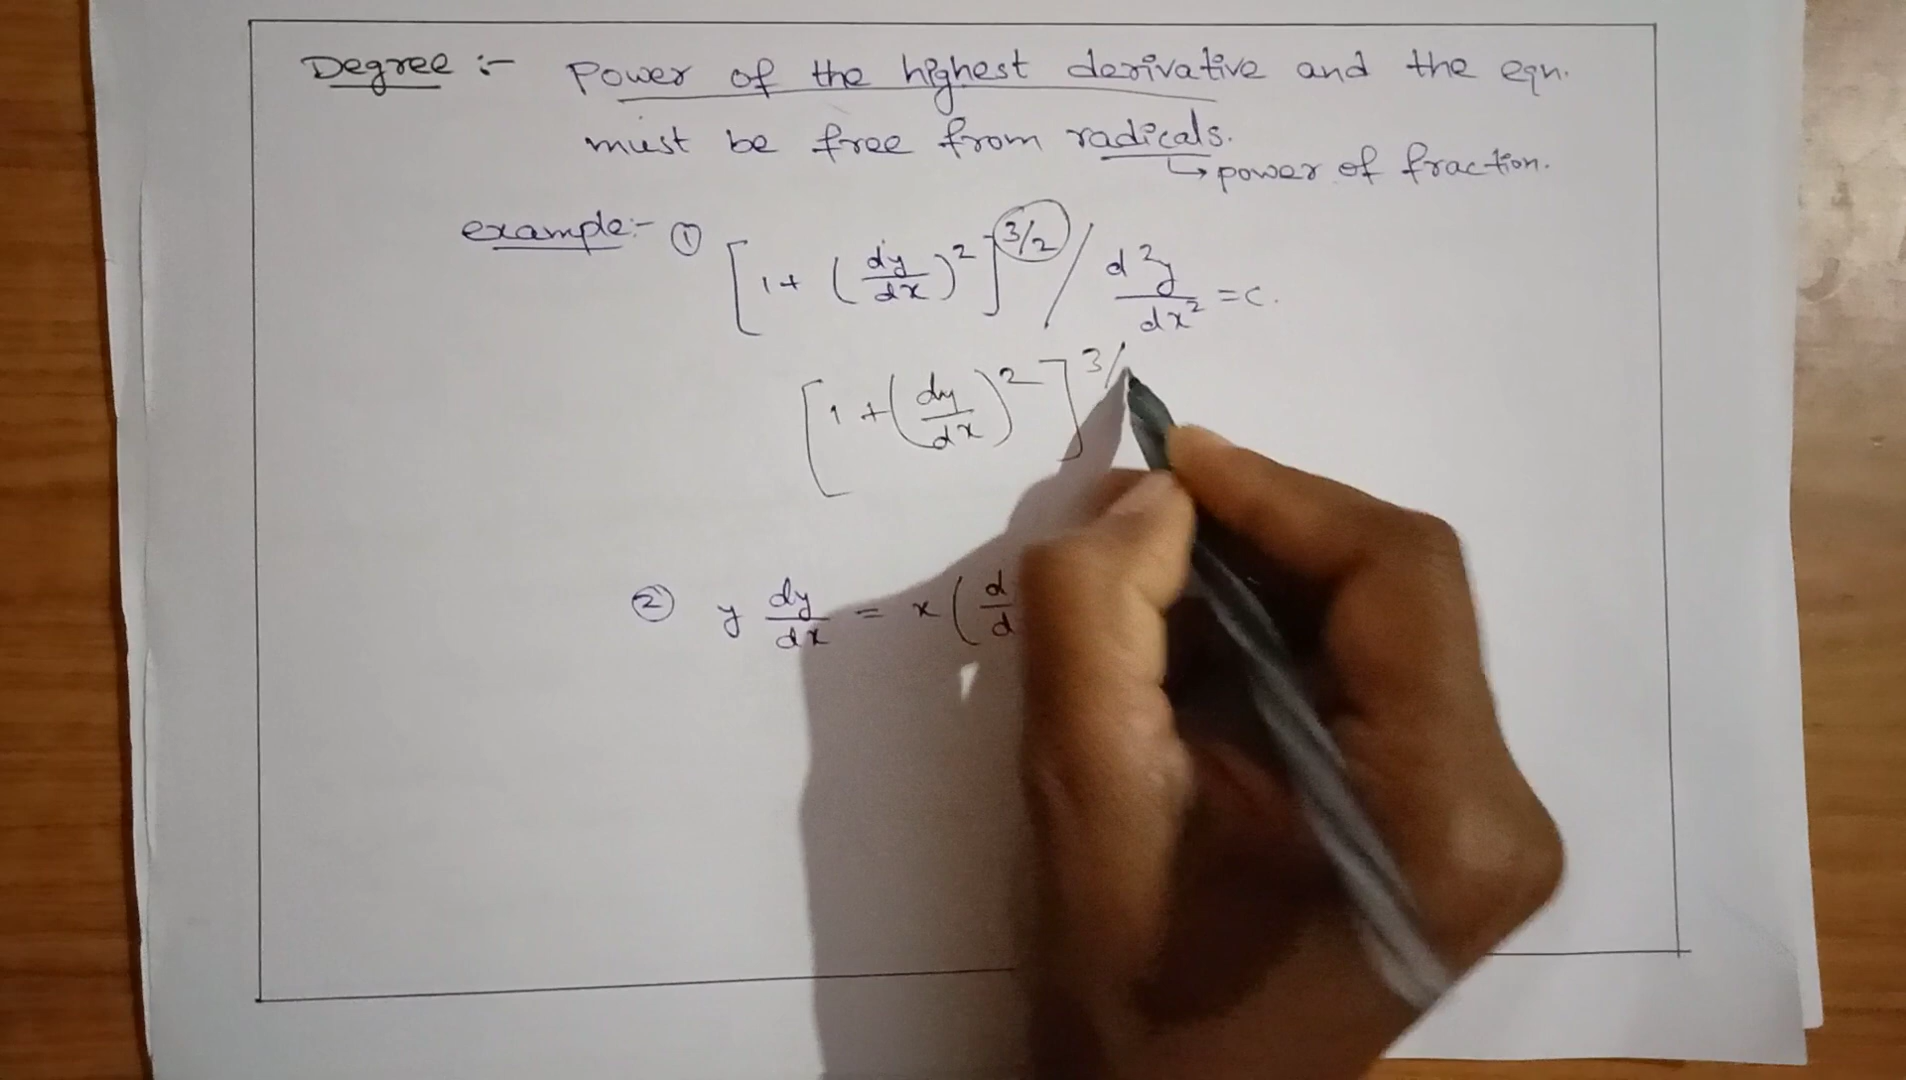 Degree :- Power of the highest derivative and the eqn.
must be free from radicals.
↳ power of fraction.
example:- ① [1+ (dy/dx)²]^3/2 / d²y/dx² = c.
[1 + (dy/dx)²]^3/
② y dy/dx = x (d/d